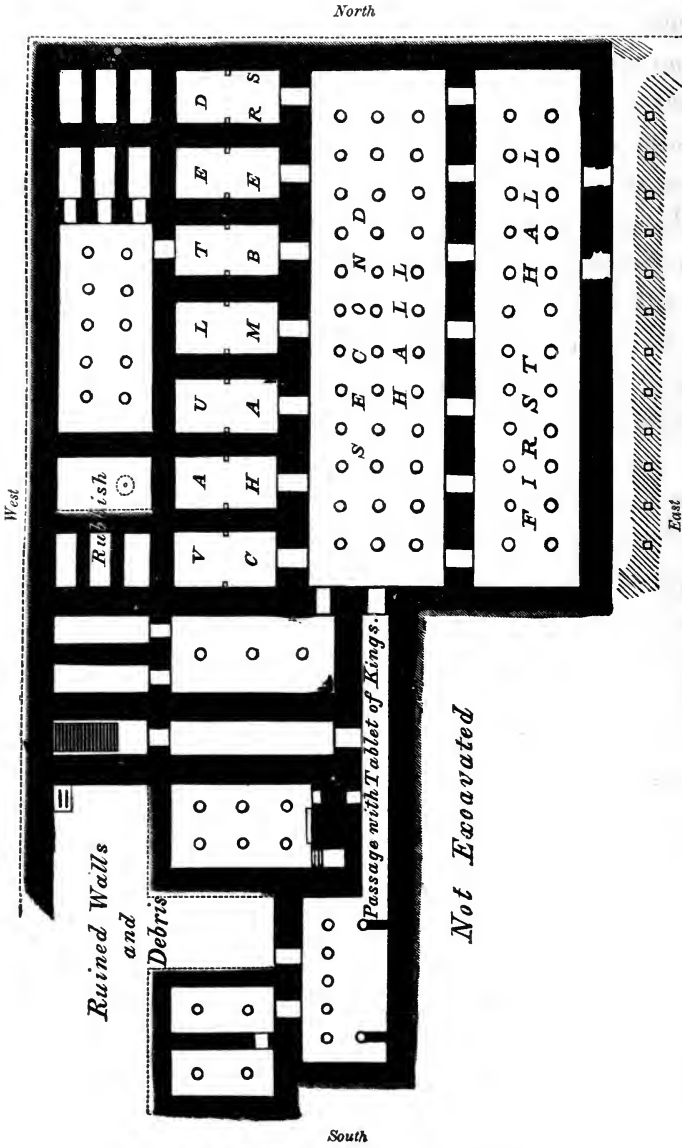 North
West
Rubbish
VAULTED
CHAMBERS
SECOND
HALL
FIRST HALL
East
Passage with Tablet of Kings.
Not Excavated
Ruined Walls
and
Debris
South